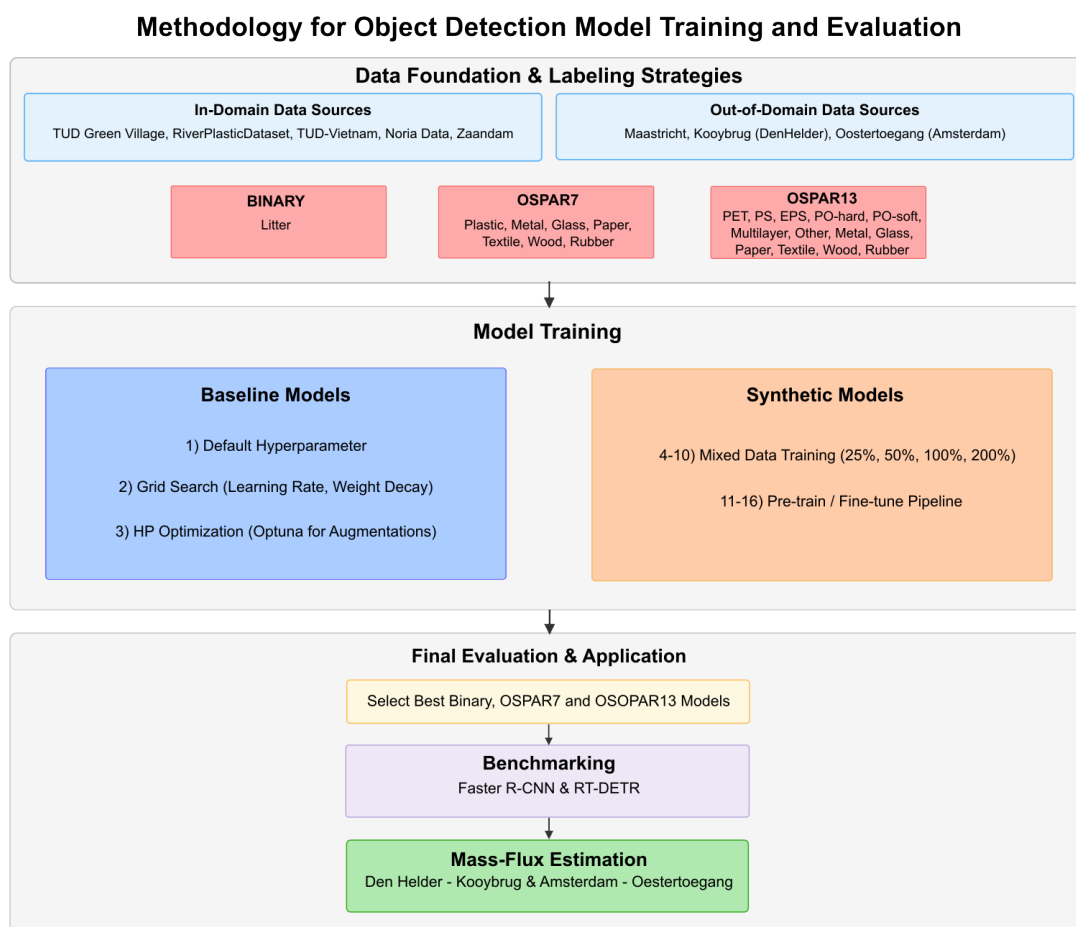 Methodology for Object Detection Model Training and Evaluation
Data Foundation & Labeling Strategies
In-Domain Data Sources
TUD Green Village, RiverPlasticDataset, TUD-Vietnam, Noria Data, Zaandam
Out-of-Domain Data Sources
Maastricht, Kooybrug (DenHelder), Oostertoegang (Amsterdam)
BINARY
Litter
OSPAR7
Plastic, Metal, Glass, Paper,
Textile, Wood, Rubber
OSPAR13
PET, PS, EPS, PO-hard, PO-soft,
Multilayer, Other, Metal, Glass,
Paper, Textile, Wood, Rubber
Model Training
Baseline Models
1) Default Hyperparameter
2) Grid Search (Learning Rate, Weight Decay)
3) HP Optimization (Optuna for Augmentations)
Synthetic Models
4-10) Mixed Data Training (25%, 50%, 100%, 200%)
11-16) Pre-train / Fine-tune Pipeline
Final Evaluation & Application
Select Best Binary, OSPAR7 and OSOPAR13 Models
Benchmarking
Faster R-CNN & RT-DETR
Mass-Flux Estimation
Den Helder - Kooybrug & Amsterdam - Oestertoegang